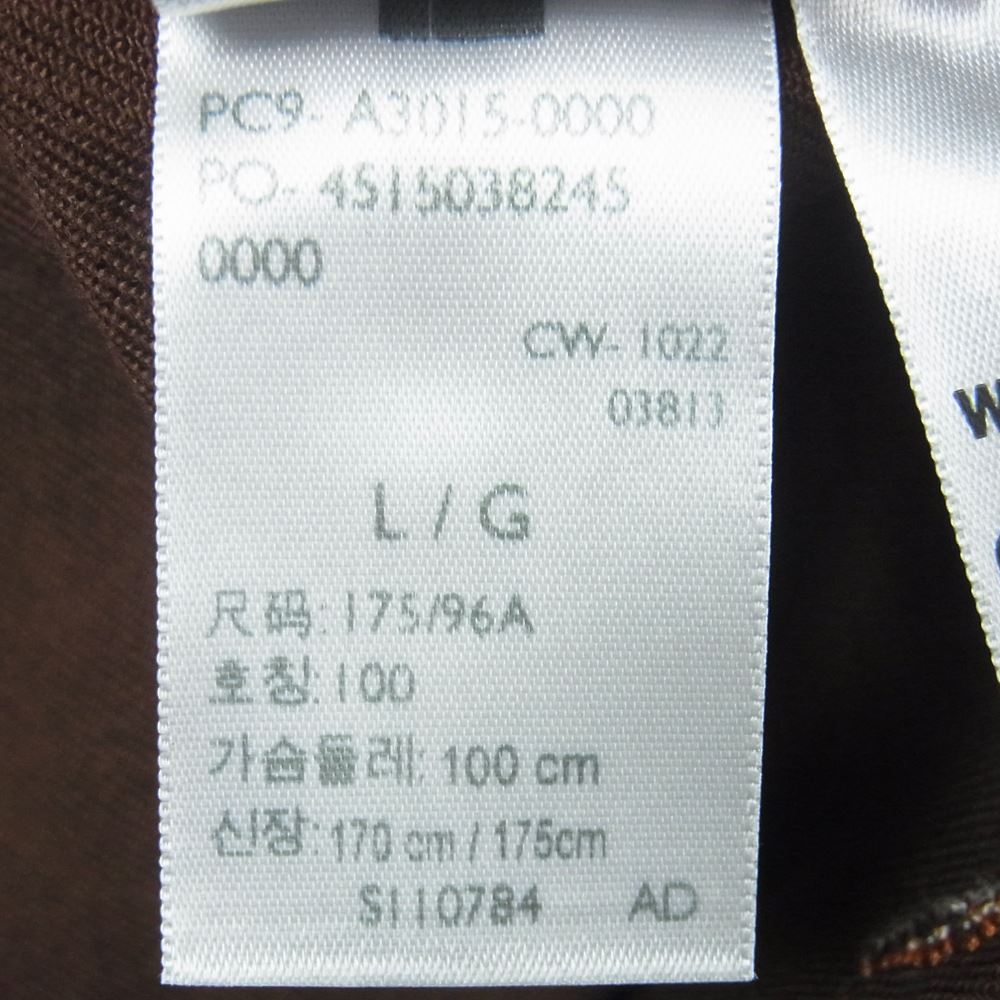 PC9- A3015-0000
PO- 4515038245
0000
CW- 1022
03813
L / G
尺码: 175/96A
호칭: 100
가슴둘레: 100 cm
신장: 170 cm / 175cm
S110784 AD
W